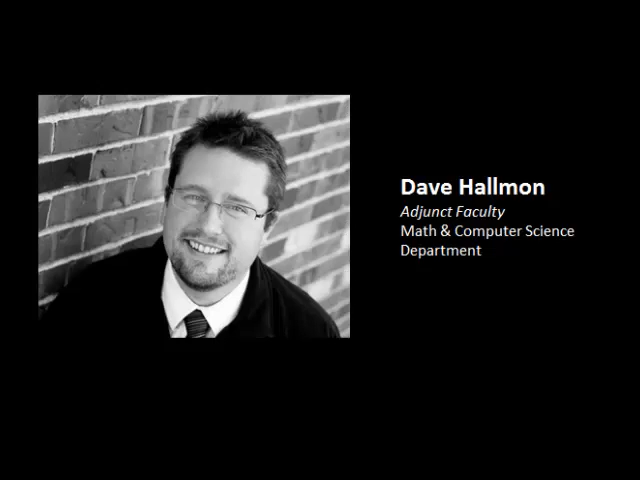 Dave Hallmon
Adjunct Faculty
Math & Computer Science
Department